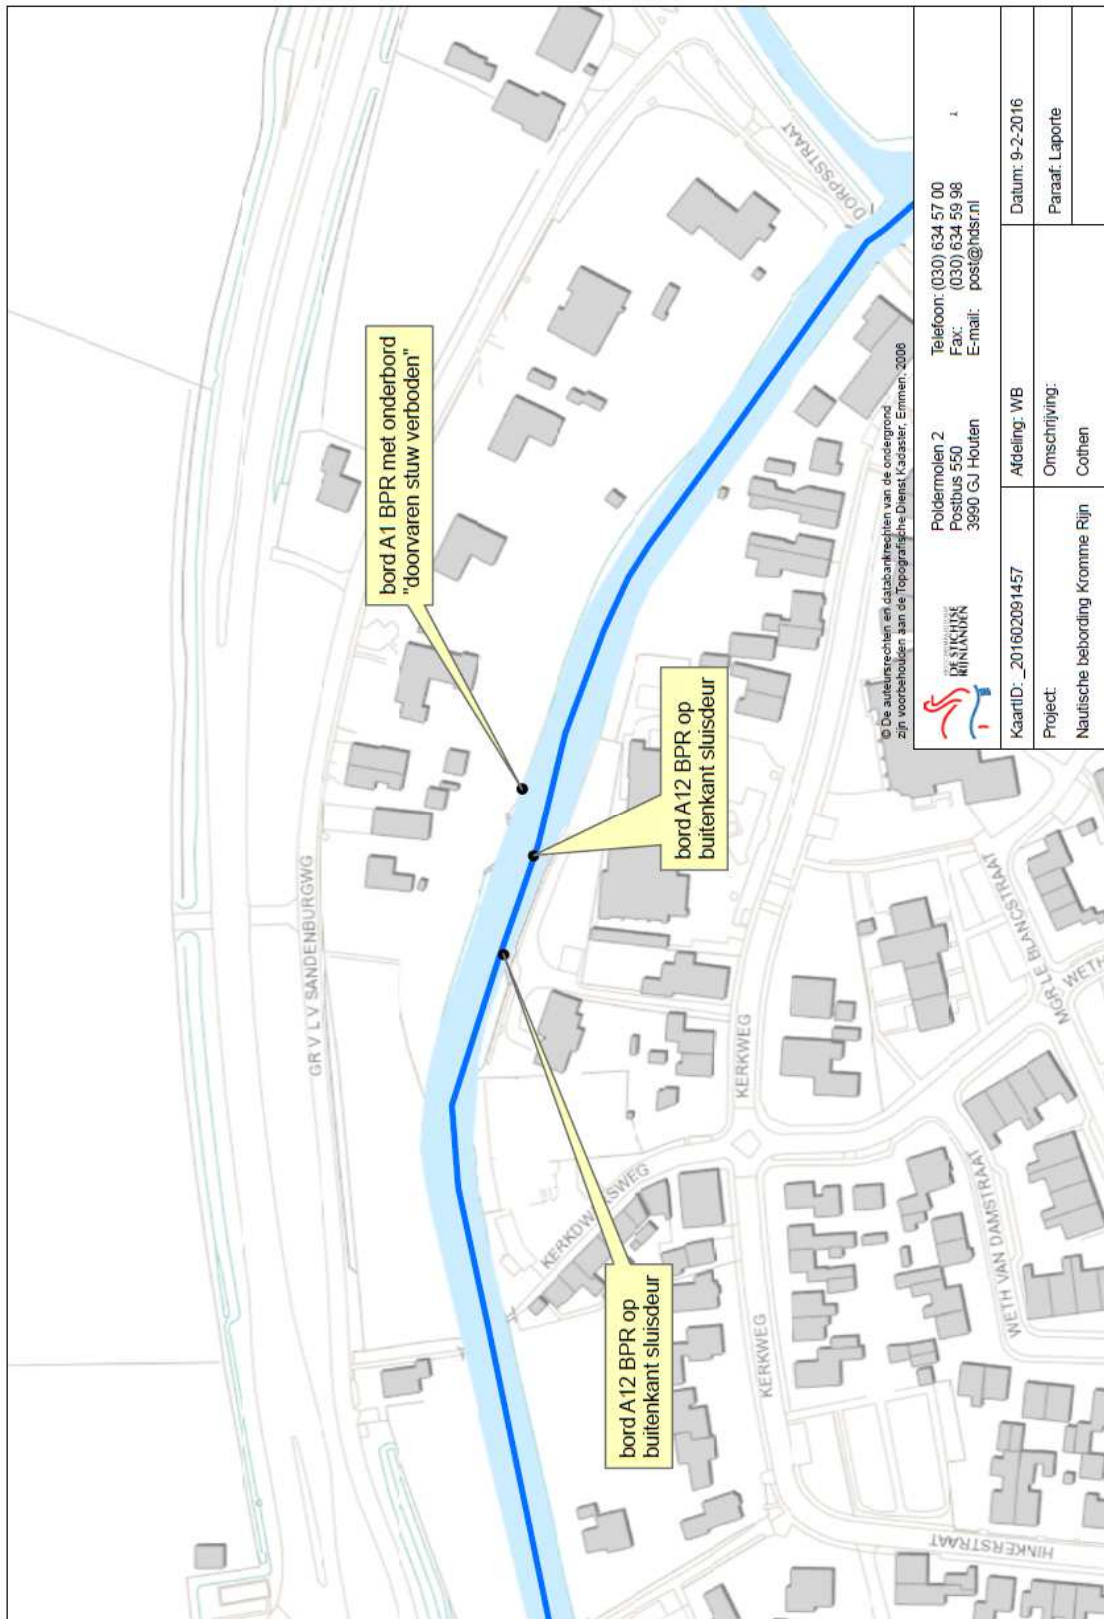 bord A1 BPR met onderbord
"doorvaren stuw verboden"
bord A12 BPR op
buitenkant sluisdeur
bord A12 BPR op
buitenkant sluisdeur
GR V L V SANDENBURGWG
DORPSSTRAAT
KERKWEG
KERKWEG
MGR LE BLANCSTRAAT
WETH
WETH VAN DAMSTRAAT
HINKERSTRAAT
© De auteursrechten en databankrechten van de ondergrond
zijn voorbehouden aan de Topografische Dienst Kadaster, Emmen, 2006
DE STICHTSE
RIJNLANDEN
Poldermolen 2
Postbus 550
3990 GJ Houten
Telefoon: (030) 634 57 00
Fax: (030) 634 59 98
E-mail: post@hdsr.nl
KaartID: _201602091457
Afdeling: WB
Datum: 9-2-2016
Project:
Nautische bebording Kromme Rijn
Omschrijving:
Cothen
Paraaf: Laporte